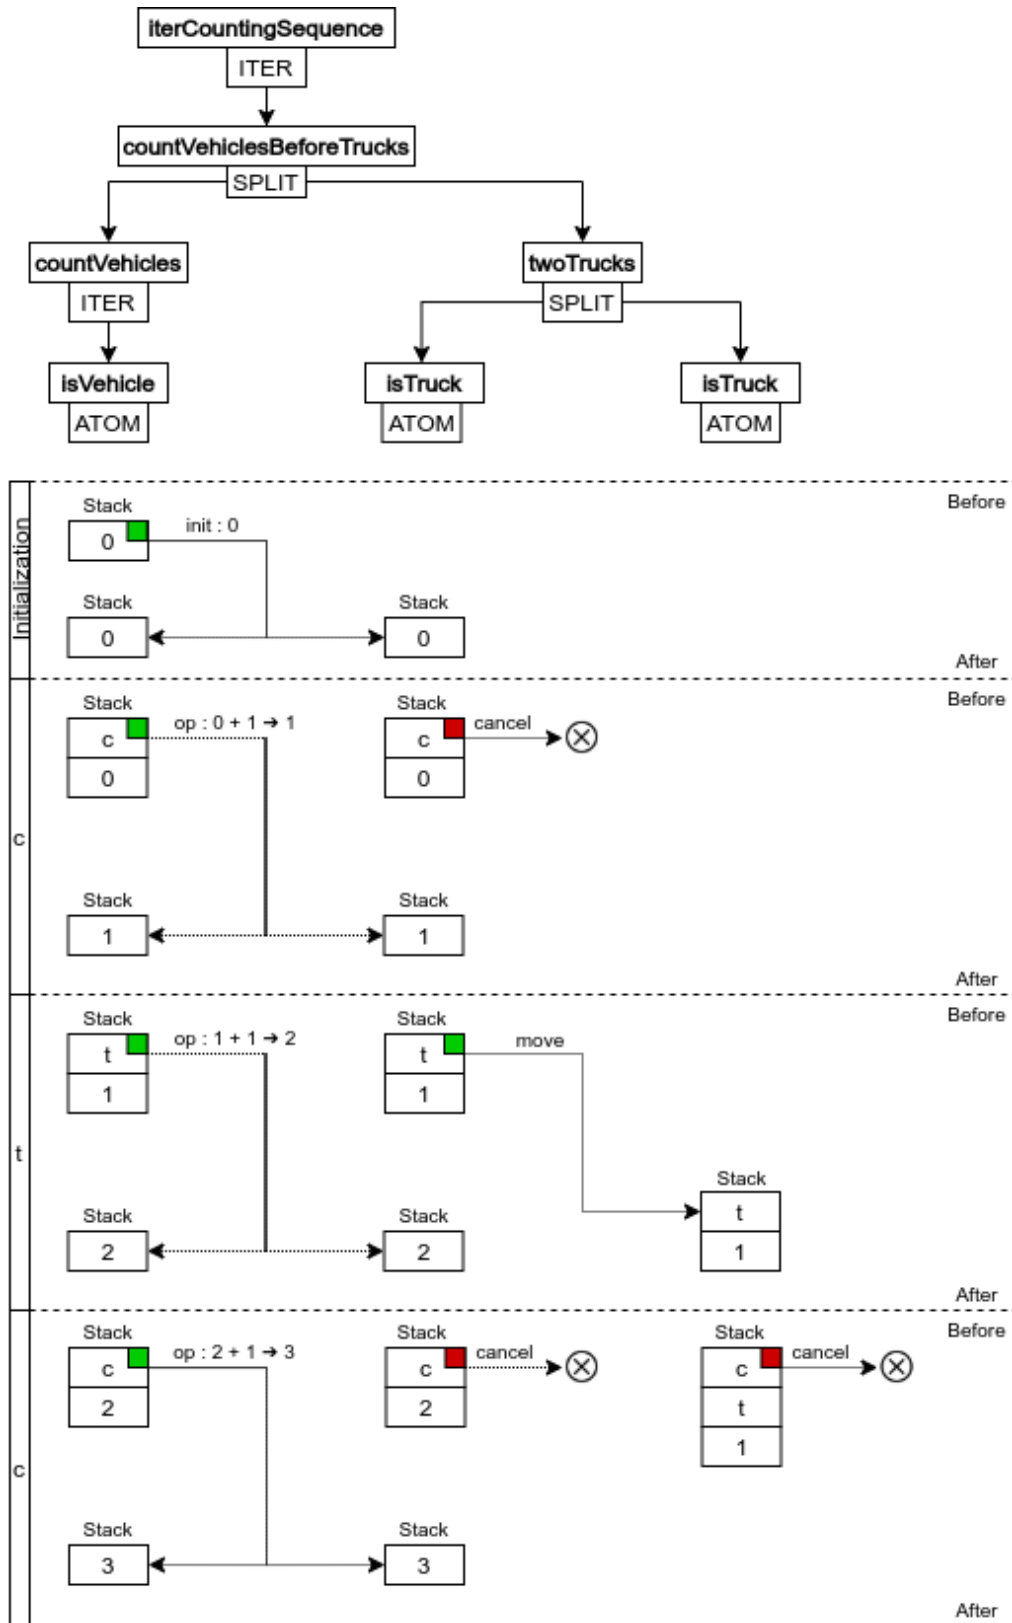 iterCountingSequence
ITER
countVehiclesBeforeTrucks
SPLIT
countVehicles
twoTrucks
ITER
SPLIT
isVehicle
isTruck
isTruck
ATOM
ATOM
ATOM
Initialization
Before
Stack
0
init : 0
Stack
Stack
0
0
After
c
Before
Stack
op : 0 + 1 ➔ 1
Stack
cancel
c
c
0
0
Stack
Stack
1
1
After
t
Before
Stack
op : 1 + 1 ➔ 2
Stack
move
t
t
1
1
Stack
t
1
Stack
Stack
2
2
After
c
Before
Stack
op : 2 + 1 ➔ 3
Stack
cancel
Stack
cancel
c
c
c
2
2
t
1
Stack
Stack
3
3
After